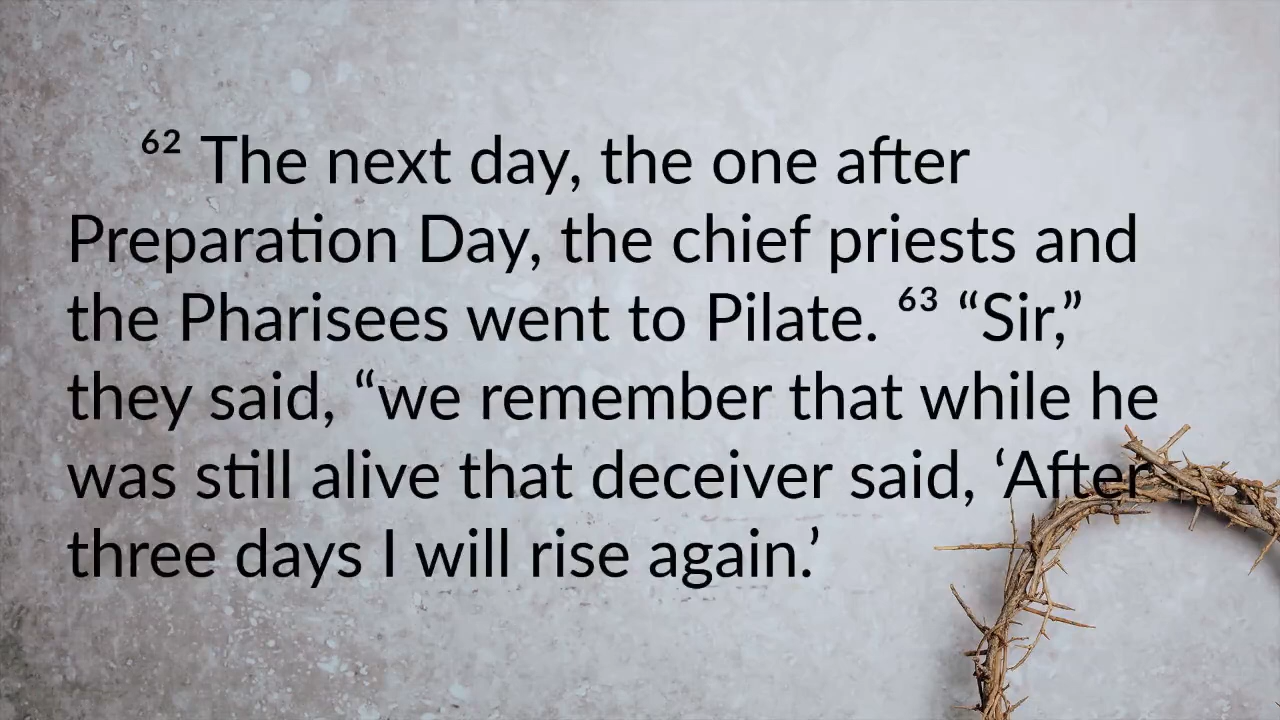 ⁶² The next day, the one after
Preparation Day, the chief priests and
the Pharisees went to Pilate. ⁶³ “Sir,”
they said, “we remember that while he
was still alive that deceiver said, ‘After
three days I will rise again.’